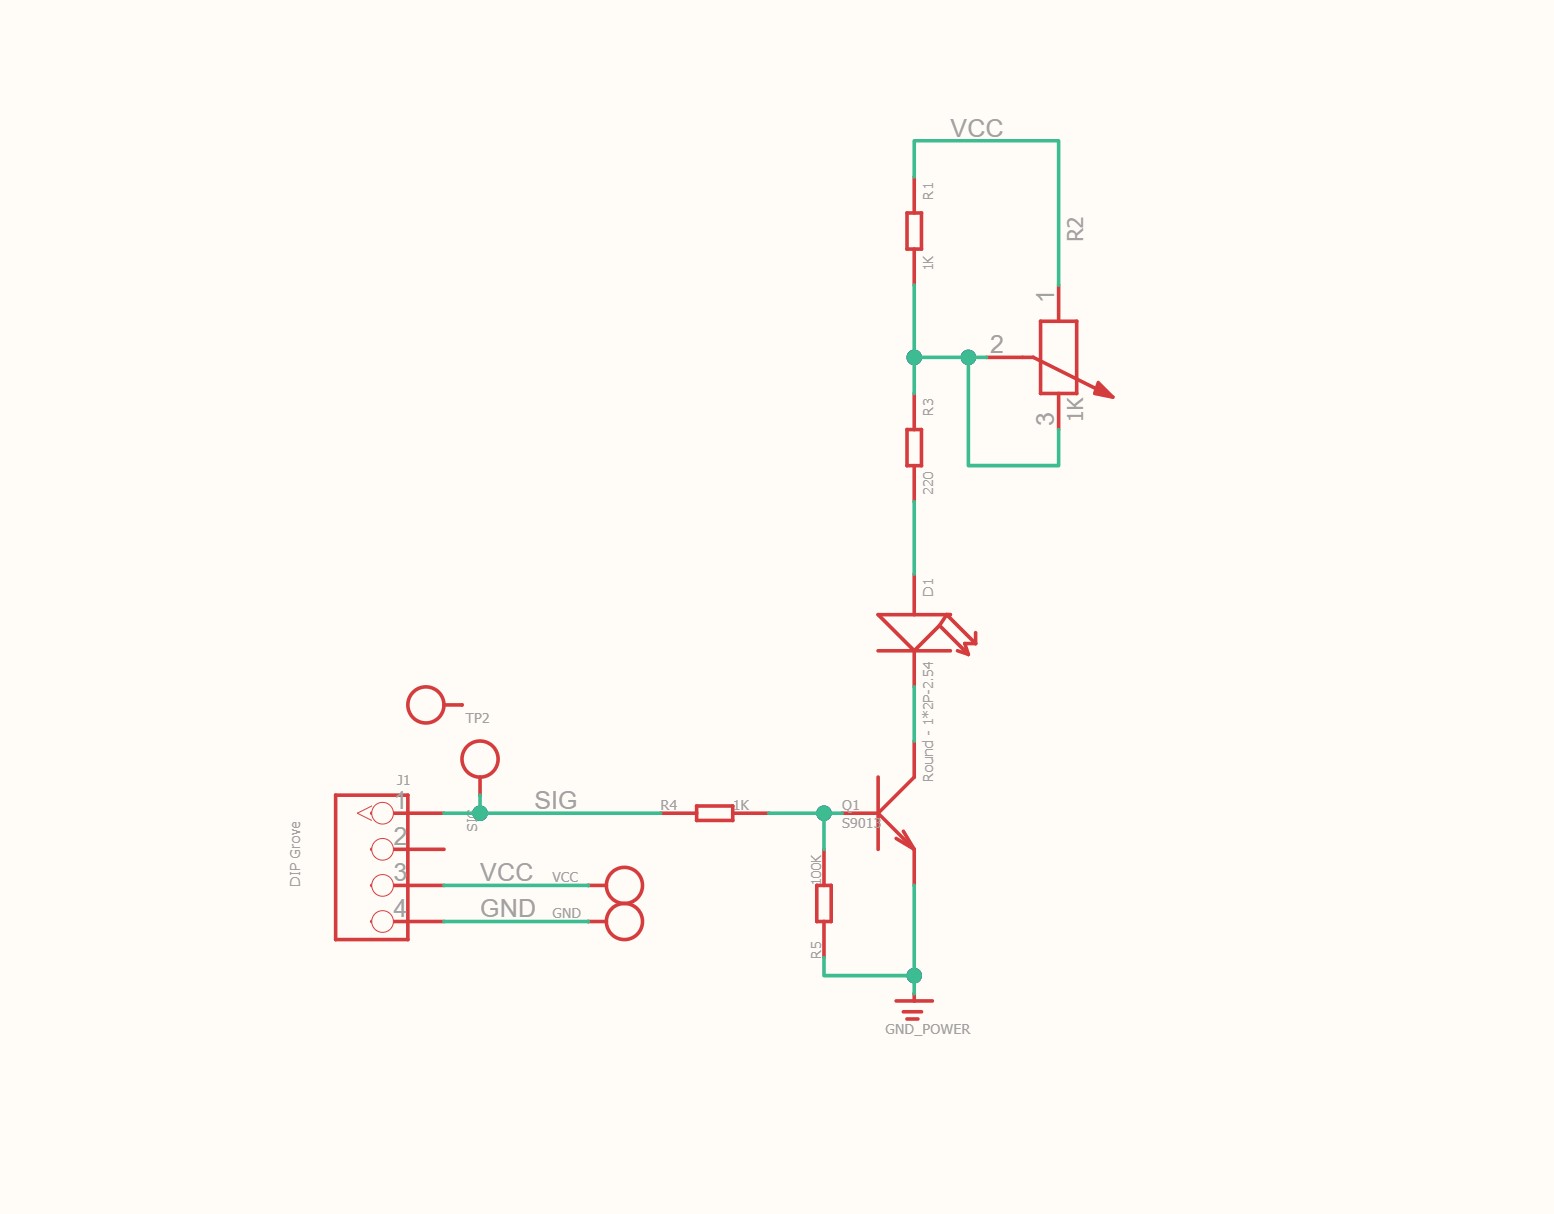 VCC
R1
R2
1K
1
2
R3
1K
3
220
D1
Round - 1*2P-2.54
TP2
J1
1
SIG
R4
1K
Q1
S9013
2
DIP Grove
3
VCC
VCC
100K
4
GND
GND
R5
GND_POWER